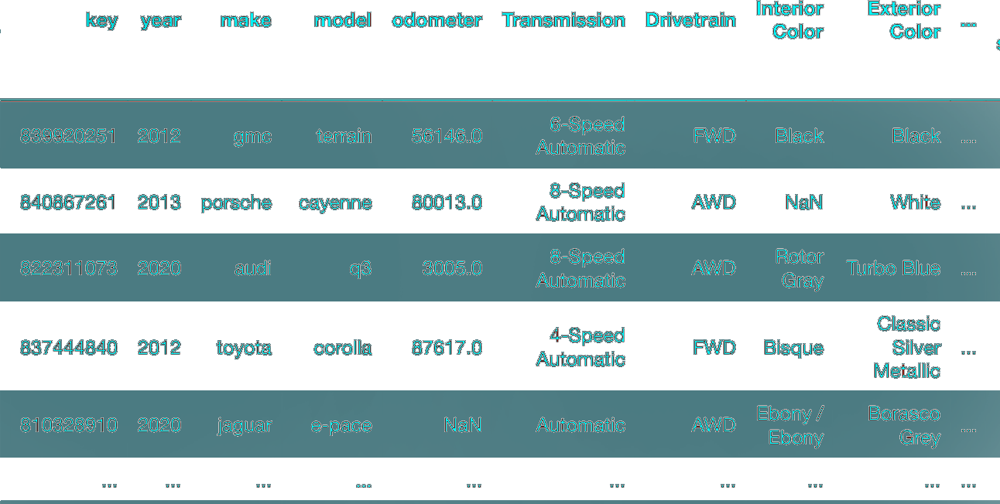 key year make model odometer Transmission Drivetrain Interior Color Exterior Color ...
839920251 2012 gmc terrain 56146.0 6-Speed Automatic FWD Black Black ...
840867261 2013 porsche cayenne 80013.0 8-Speed Automatic AWD NaN White ...
822311073 2020 audi q3 3005.0 8-Speed Automatic AWD Rotor Gray Turbo Blue ...
837444840 2012 toyota corolla 87617.0 4-Speed Automatic FWD Bisque Classic Silver Metallic ...
810328910 2020 jaguar e-pace NaN Automatic AWD Ebony / Ebony Borasco Grey ...
... ... ... ... ... ... ... ... ... ...